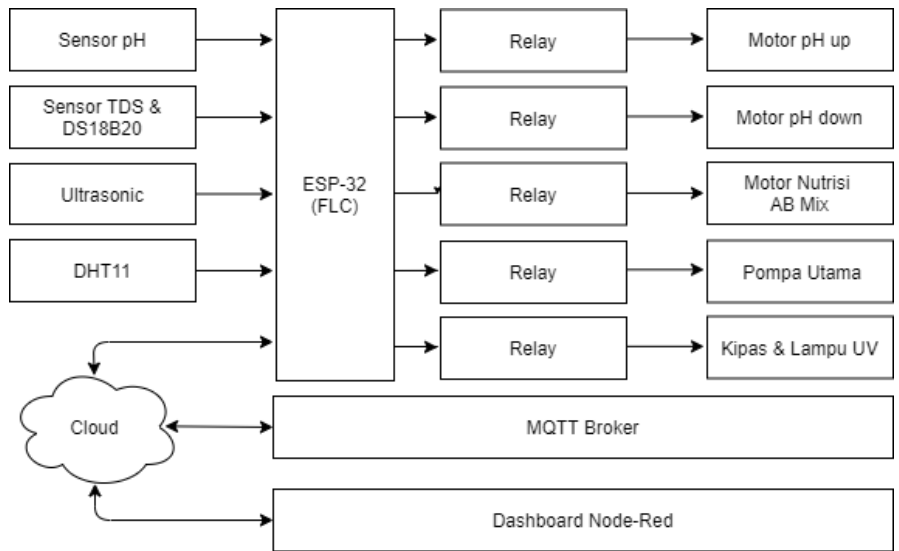 Sensor pH
Relay
Motor pH up
Sensor TDS &
DS18B20
Relay
Motor pH down
Ultrasonic
ESP-32
(FLC)
Relay
Motor Nutrisi
AB Mix
DHT11
Relay
Pompa Utama
Relay
Kipas & Lampu UV
Cloud
MQTT Broker
Dashboard Node-Red